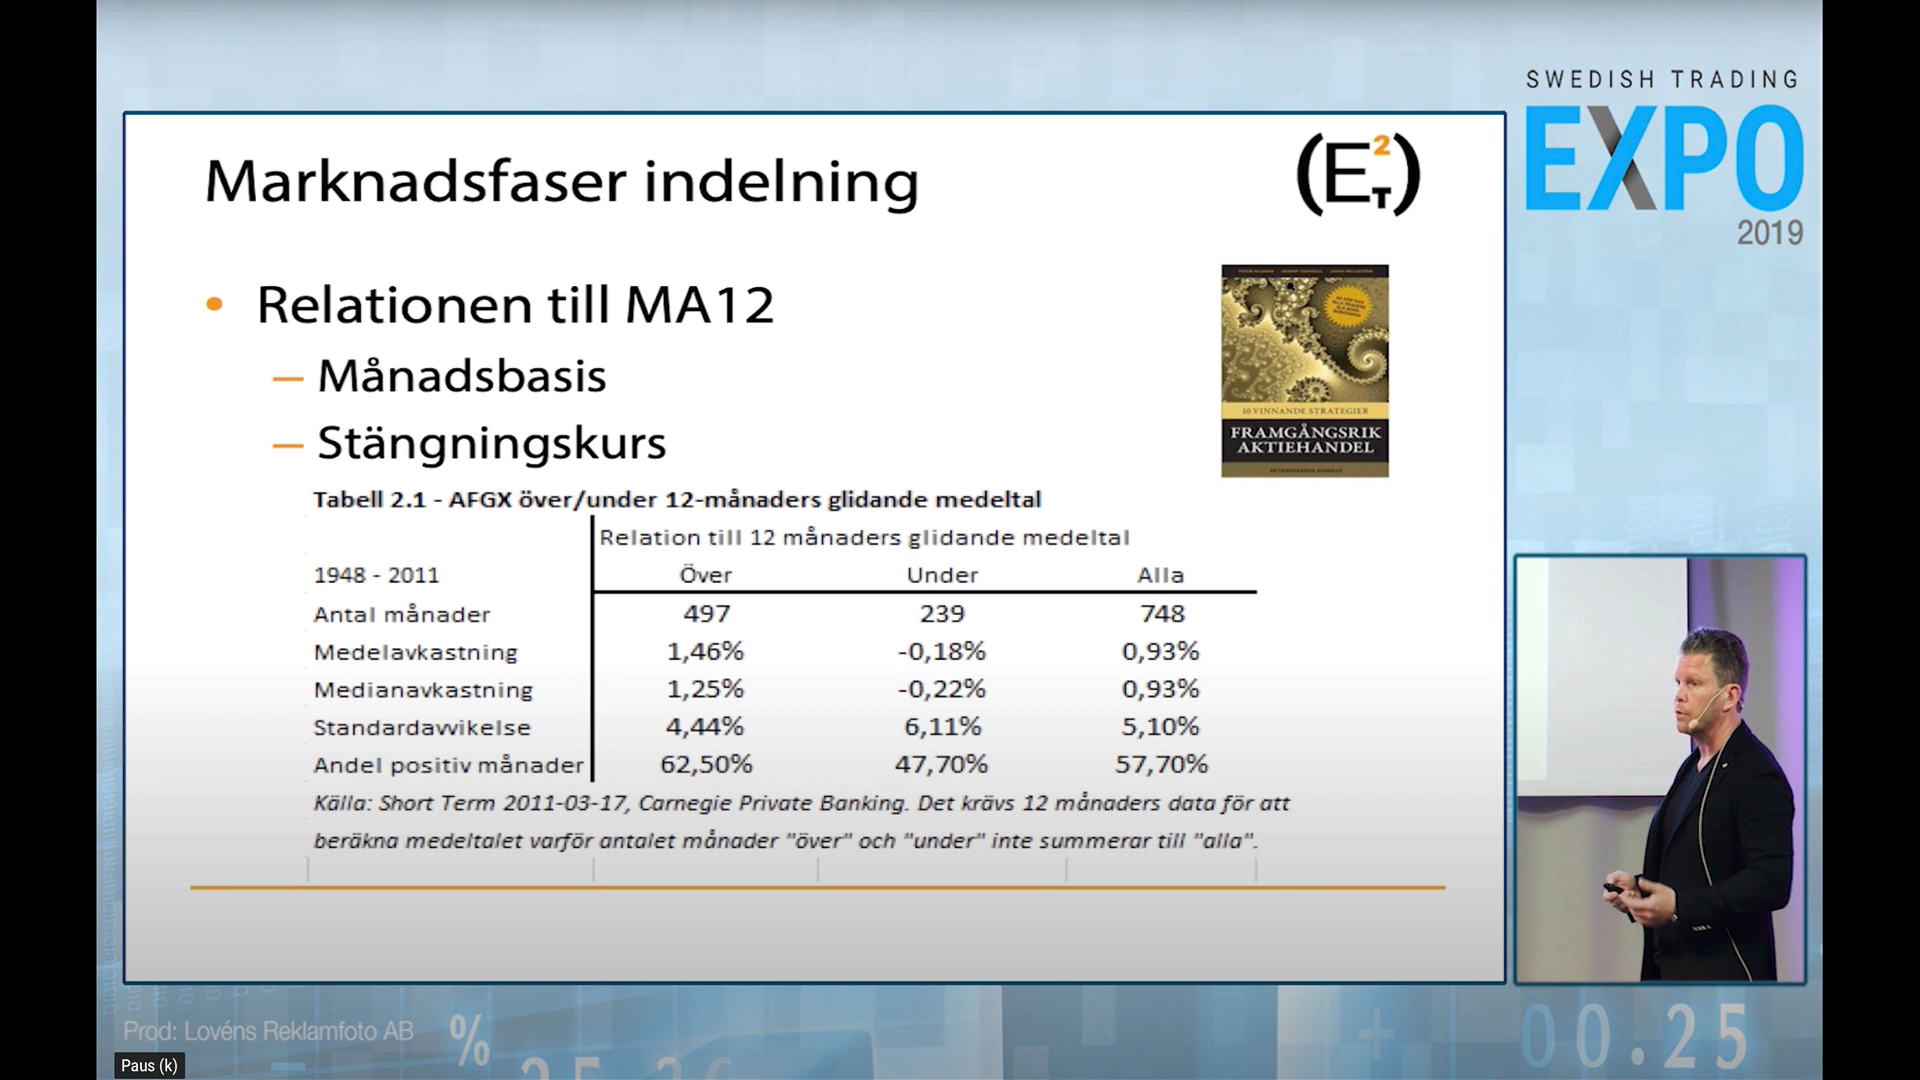 SWEDISH TRADING
EXPO
2019
Marknadsfaser indelning
(E²T)
• Relationen till MA12
– Månadsbasis
– Stängningskurs
10 VINNANDE STRATEGIER
FRAMGÅNGSRIK
AKTIEHANDEL
Tabell 2.1 - AFGX över/under 12-månaders glidande medeltal
Relation till 12 månaders glidande medeltal
1948 - 2011 Över Under Alla
Antal månader 497 239 748
Medelavkastning 1,46% -0,18% 0,93%
Medianavkastning 1,25% -0,22% 0,93%
Standardavvikelse 4,44% 6,11% 5,10%
Andel positiv månader 62,50% 47,70% 57,70%
Källa: Short Term 2011-03-17, Carnegie Private Banking. Det krävs 12 månaders data för att
beräkna medeltalet varför antalet månader "över" och "under" inte summerar till "alla".
Prod: Lovéns Reklamfoto AB
%
+ 00.25
Paus (k)